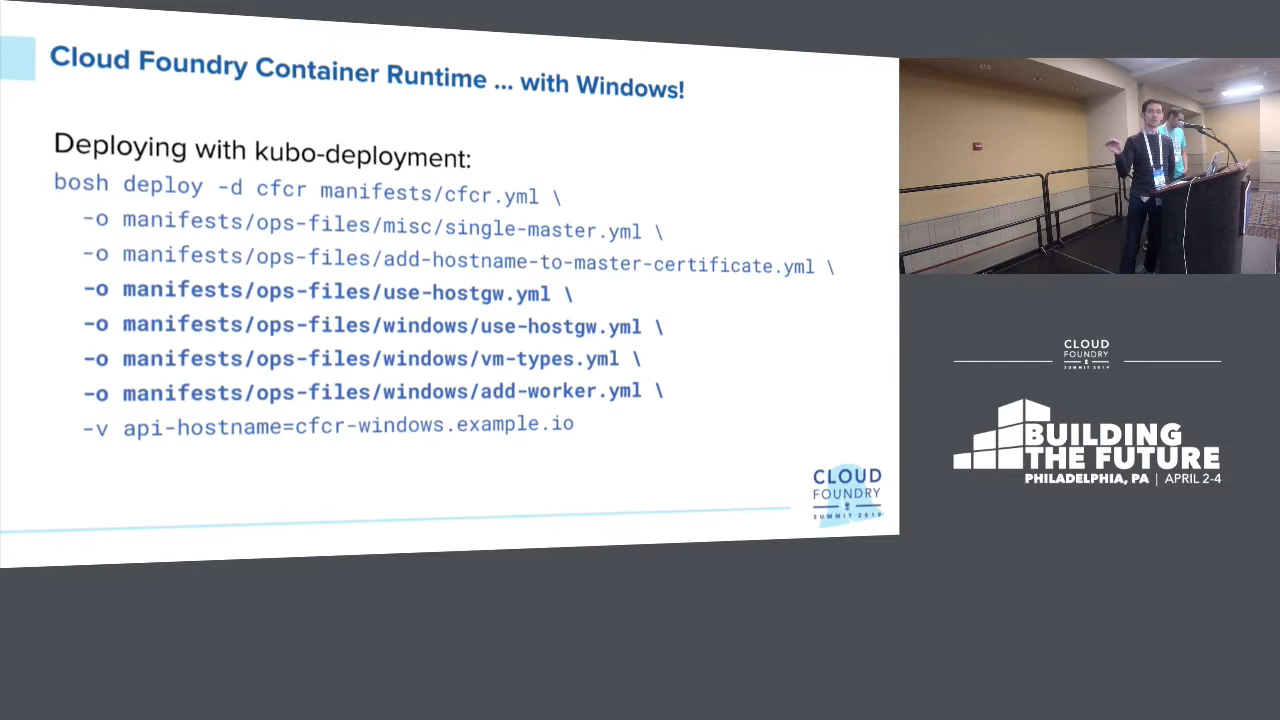 Cloud Foundry Container Runtime ... with Windows!
Deploying with kubo-deployment:
bosh deploy -d cfcr manifests/cfcr.yml \
-o manifests/ops-files/misc/single-master.yml \
-o manifests/ops-files/add-hostname-to-master-certificate.yml \
-o manifests/ops-files/use-hostgw.yml \
-o manifests/ops-files/windows/use-hostgw.yml \
-o manifests/ops-files/windows/vm-types.yml \
-o manifests/ops-files/windows/add-worker.yml \
-v api-hostname=cfcr-windows.example.io
CLOUD
FOUNDRY
SUMMIT 2019
CLOUD
FOUNDRY
SUMMIT 2019
BUILDING
THE FUTURE
PHILADELPHIA, PA | APRIL 2-4